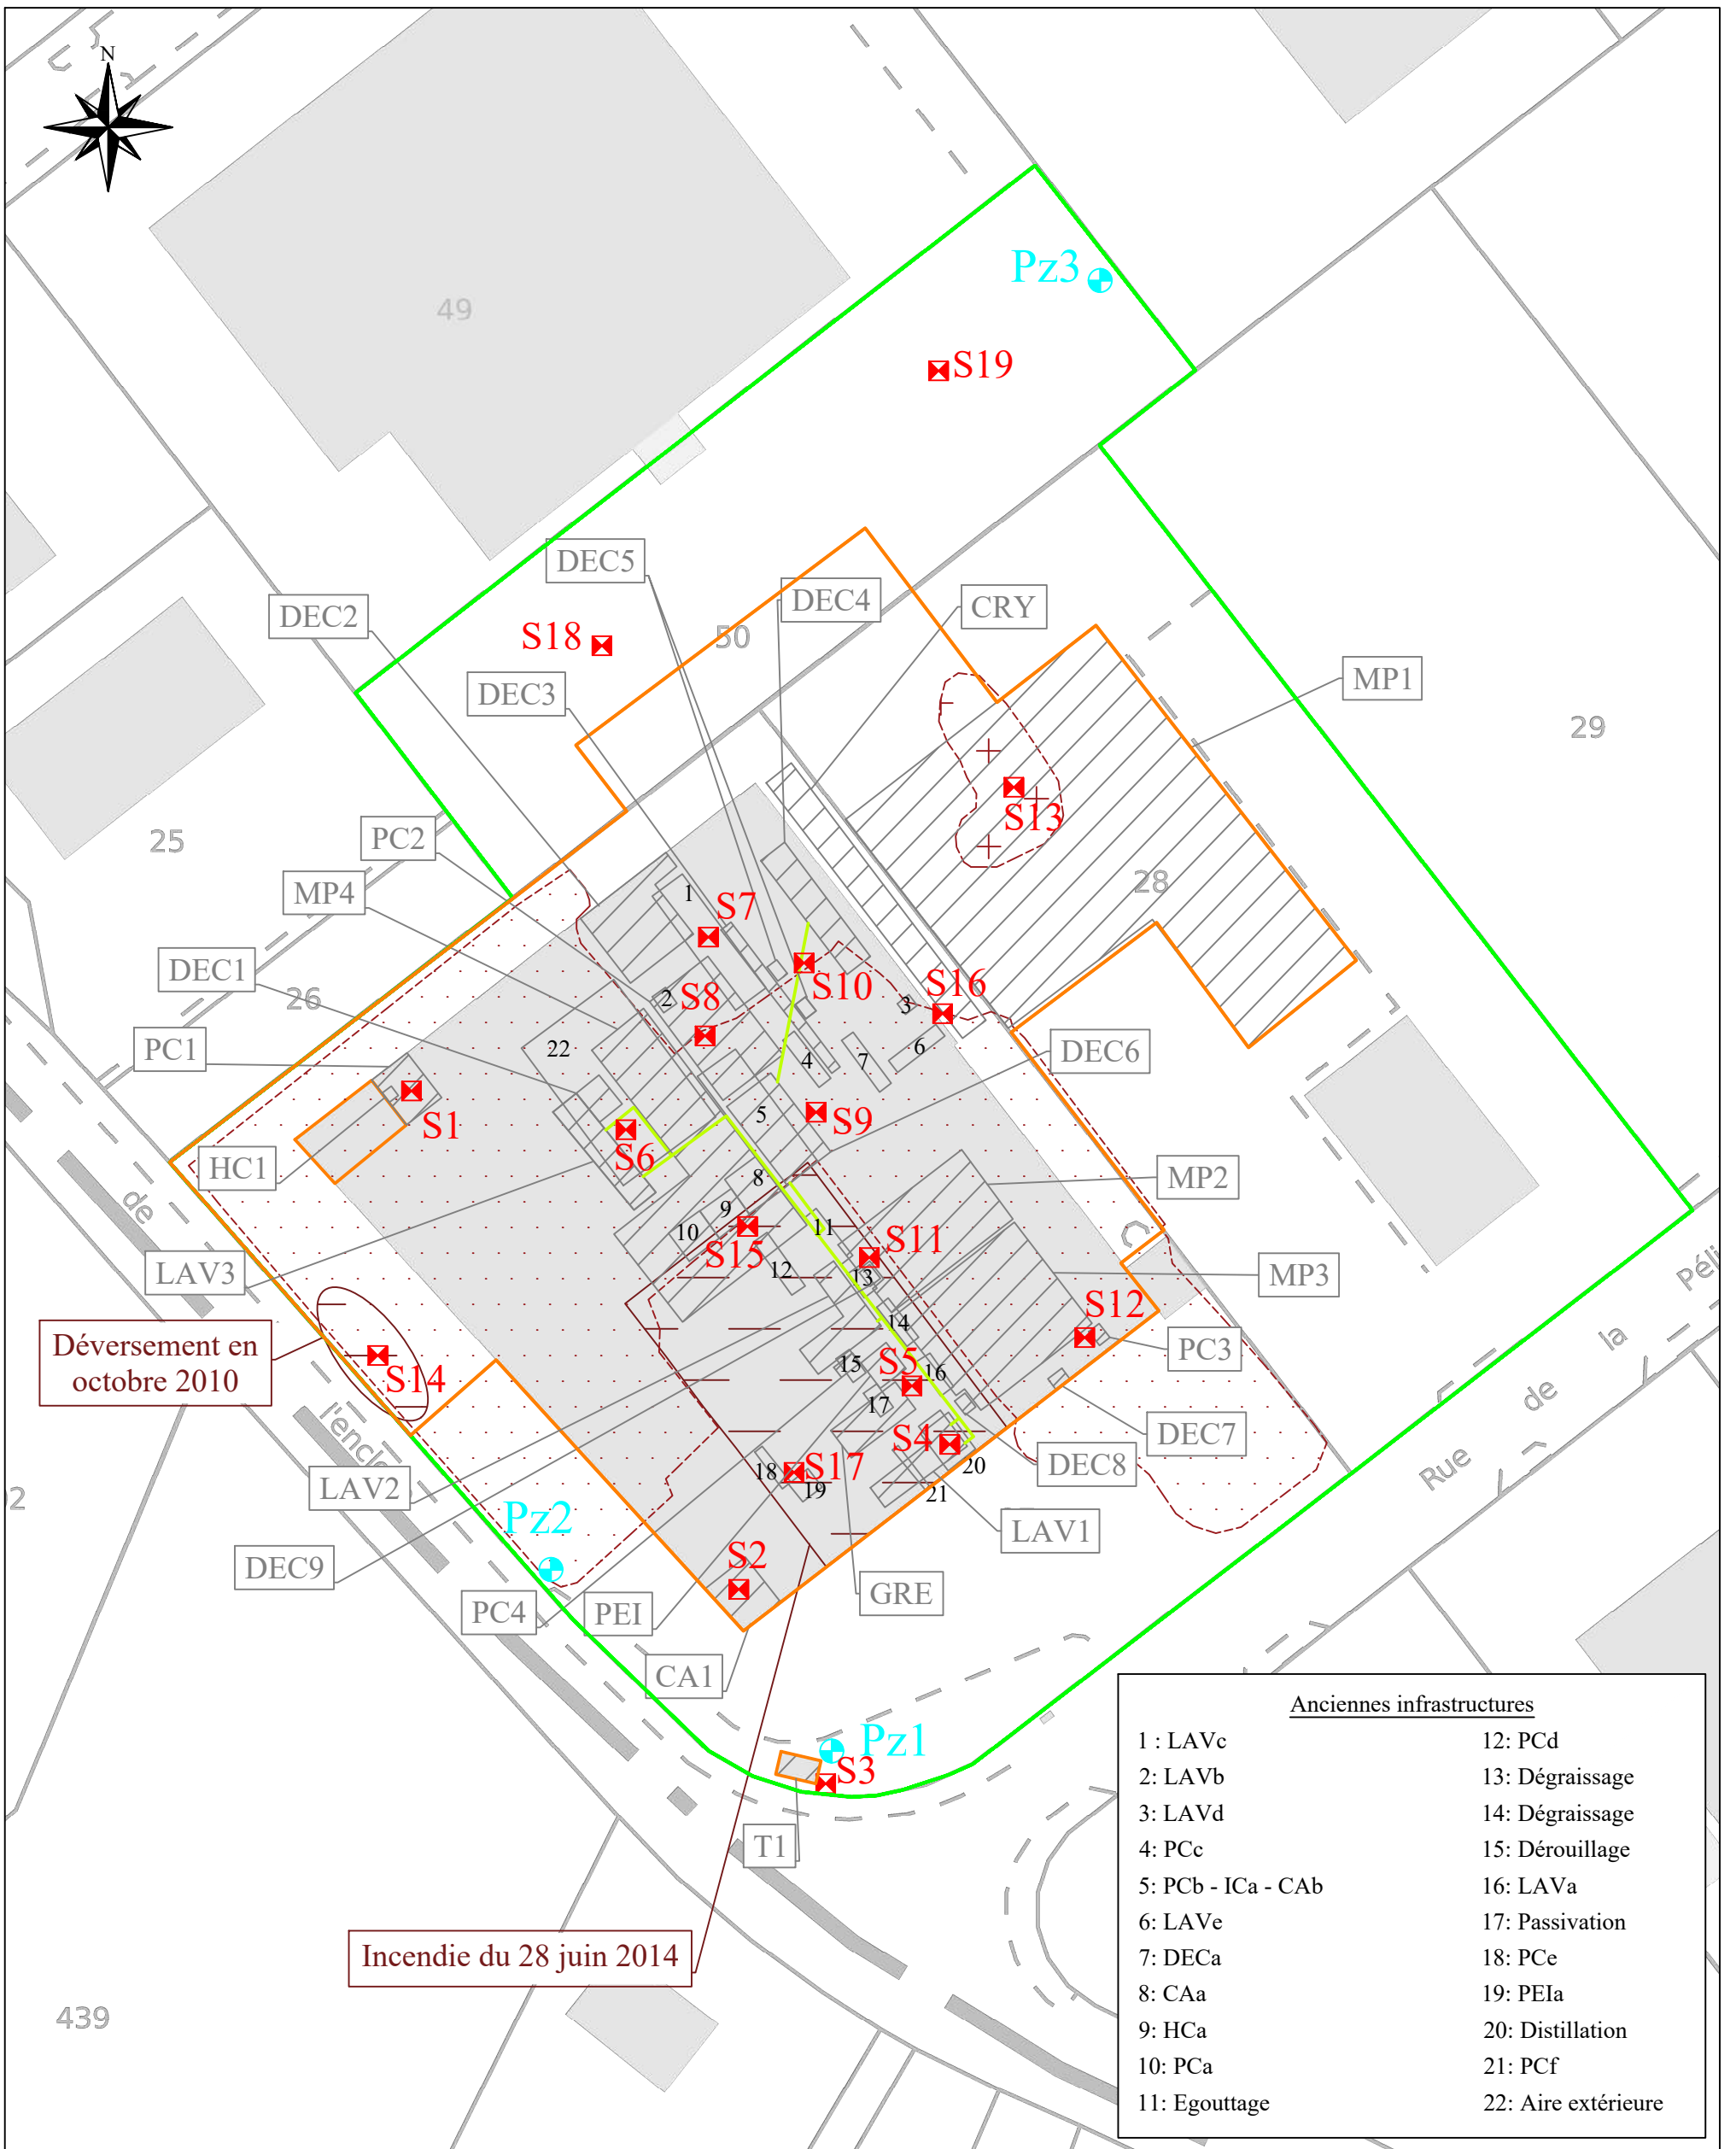 N
49
Pz3
S19
DEC5
DEC2
DEC4
CRY
S18
50
DEC3
MP1
29
PC2
S13
25
MP4
28
1
S7
DEC1
S10
26
2
S8
3
S16
PC1
22
4
7
6
DEC6
5
S9
S1
S6
HC1
8
MP2
de
9
10
S15
11
S11
LAV3
12
13
MP3
Péli
S12
14
la
Déversement en
octobre 2010
S14
15
S5
16
PC3
17
de
DEC7
l'enclo
S4
18
S17
20
DEC8
Rue
LAV2
19
21
Pz2
LAV1
DEC9
S2
GRE
PC4
PEI
CA1
Pz1
S3
T1
Incendie du 28 juin 2014
439
Anciennes infrastructures
1 : LAVc
2: LAVb
3: LAVd
4: PCc
5: PCb - ICa - CAb
6: LAVe
7: DECa
8: CAa
9: HCa
10: PCa
11: Egouttage
12: PCd
13: Dégraissage
14: Dégraissage
15: Dérouillage
16: LAVa
17: Passivation
18: PCe
19: PEIa
20: Distillation
21: PCf
22: Aire extérieure